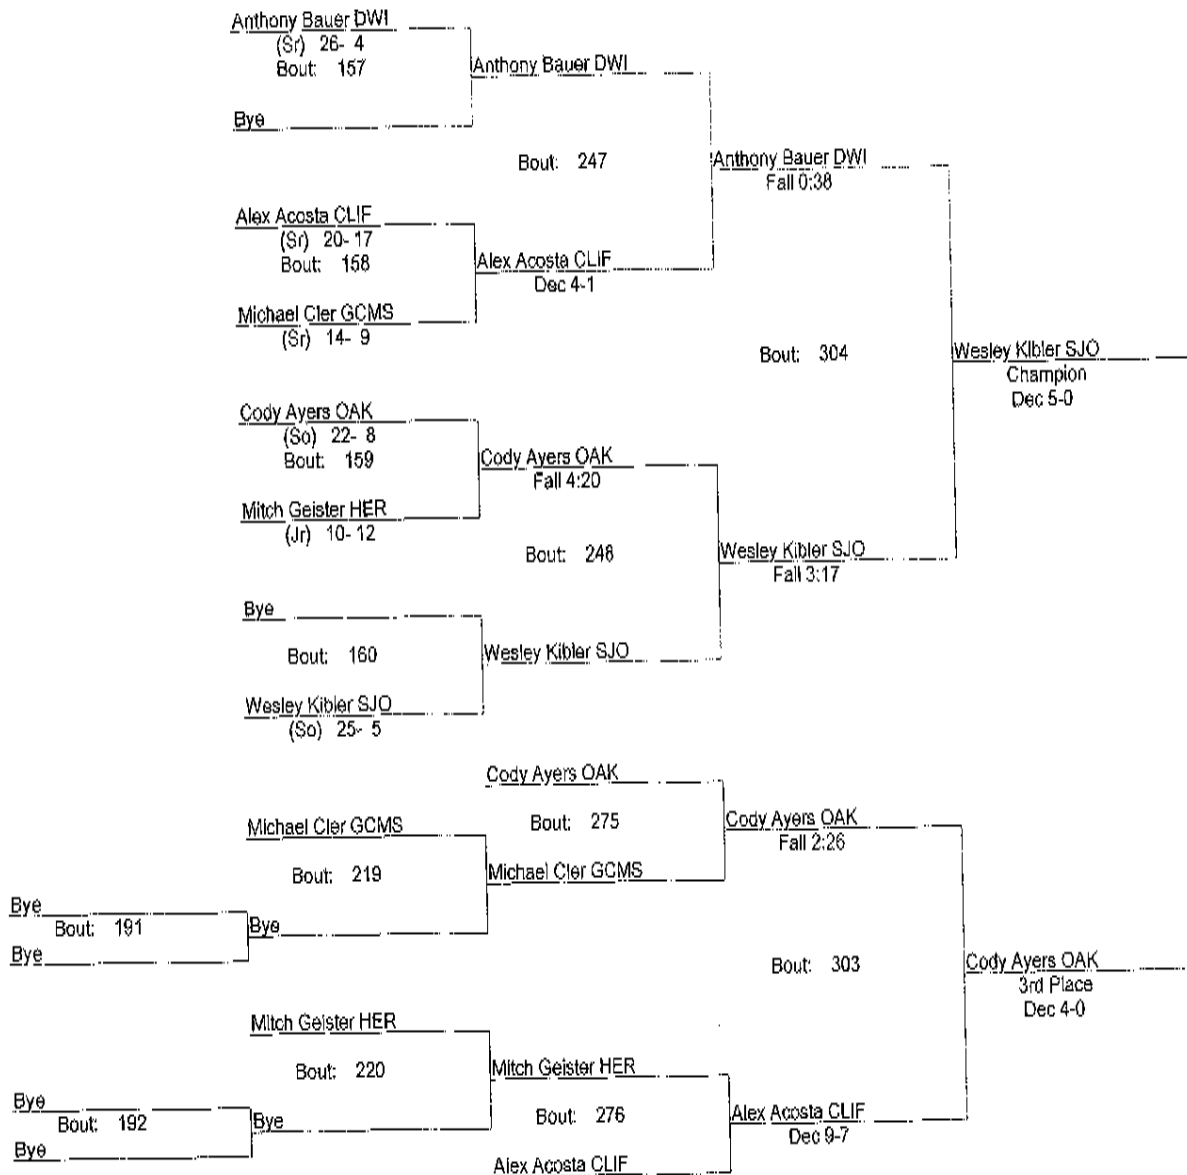 Anthony Bauer DWI
(Sr) 26- 4
Bout: 157
Anthony Bauer DWI
Bye
Bout: 247
Anthony Bauer DWI
Fall 0:38
Alex Acosta CLIF
(Sr) 20- 17
Bout: 158
Alex Acosta CLIF
Dec 4-1
Michael Cler GCMS
(Sr) 14- 9
Bout: 304
Wesley Kibler SJO
Champion
Dec 5-0
Cody Ayers OAK
(So) 22- 8
Bout: 159
Cody Ayers OAK
Fall 4:20
Mitch Geister HER
(Jr) 10- 12
Bout: 248
Wesley Kibler SJO
Fall 3:17
Bye
Bout: 160
Wesley Kibler SJO
Wesley Kibler SJO
(So) 25- 5
Cody Ayers OAK
Bout: 275
Cody Ayers OAK
Fall 2:26
Michael Cler GCMS
Bout: 219
Michael Cler GCMS
Bye
Bout: 191
Bye
Bye
Bout: 303
Cody Ayers OAK
3rd Place
Dec 4-0
Mitch Geister HER
Bout: 220
Mitch Geister HER
Bye
Bout: 192
Bye
Bye
Bout: 276
Alex Acosta CLIF
Dec 9-7
Alex Acosta CLIF